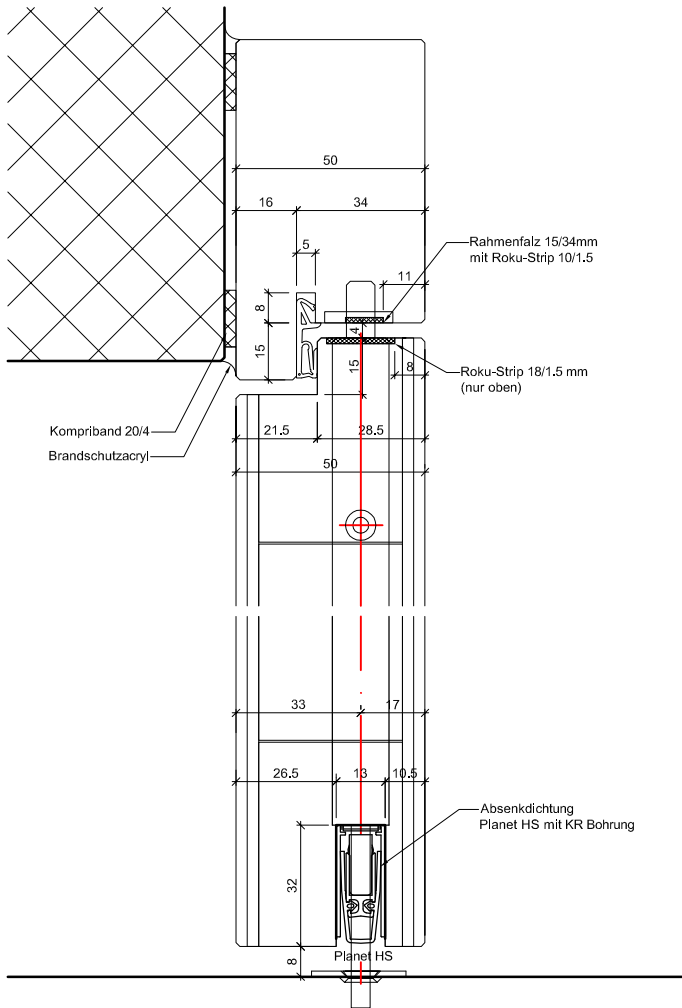 50
16
34
5
Rahmenfalz 15/34mm
mit Roku-Strip 10/1.5
11
8
4
15
15
8
Roku-Strip 18/1.5 mm
(nur oben)
Kompriband 20/4
21.5
28.5
Brandschutzacryl
50
33
17
26.5
13
10.5
Absenkdichtung
Planet HS mit KR Bohrung
32
Planet HS
8